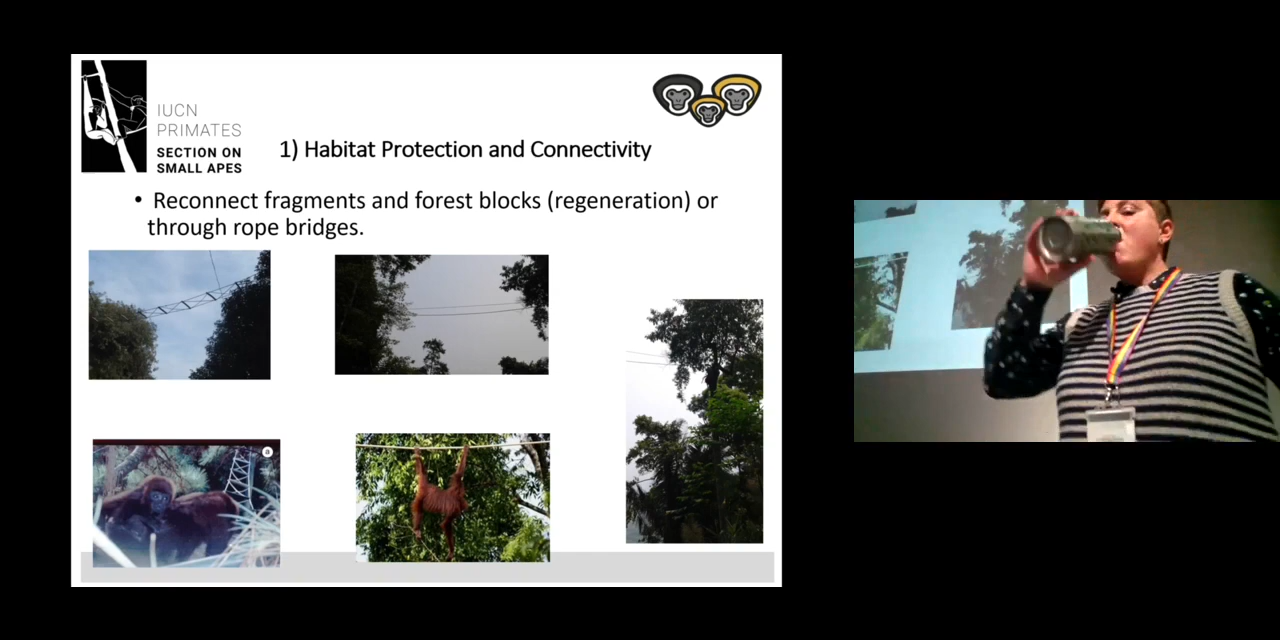 IUCN
PRIMATES
SECTION ON
SMALL APES
1) Habitat Protection and Connectivity
• Reconnect fragments and forest blocks (regeneration) or
through rope bridges.
a